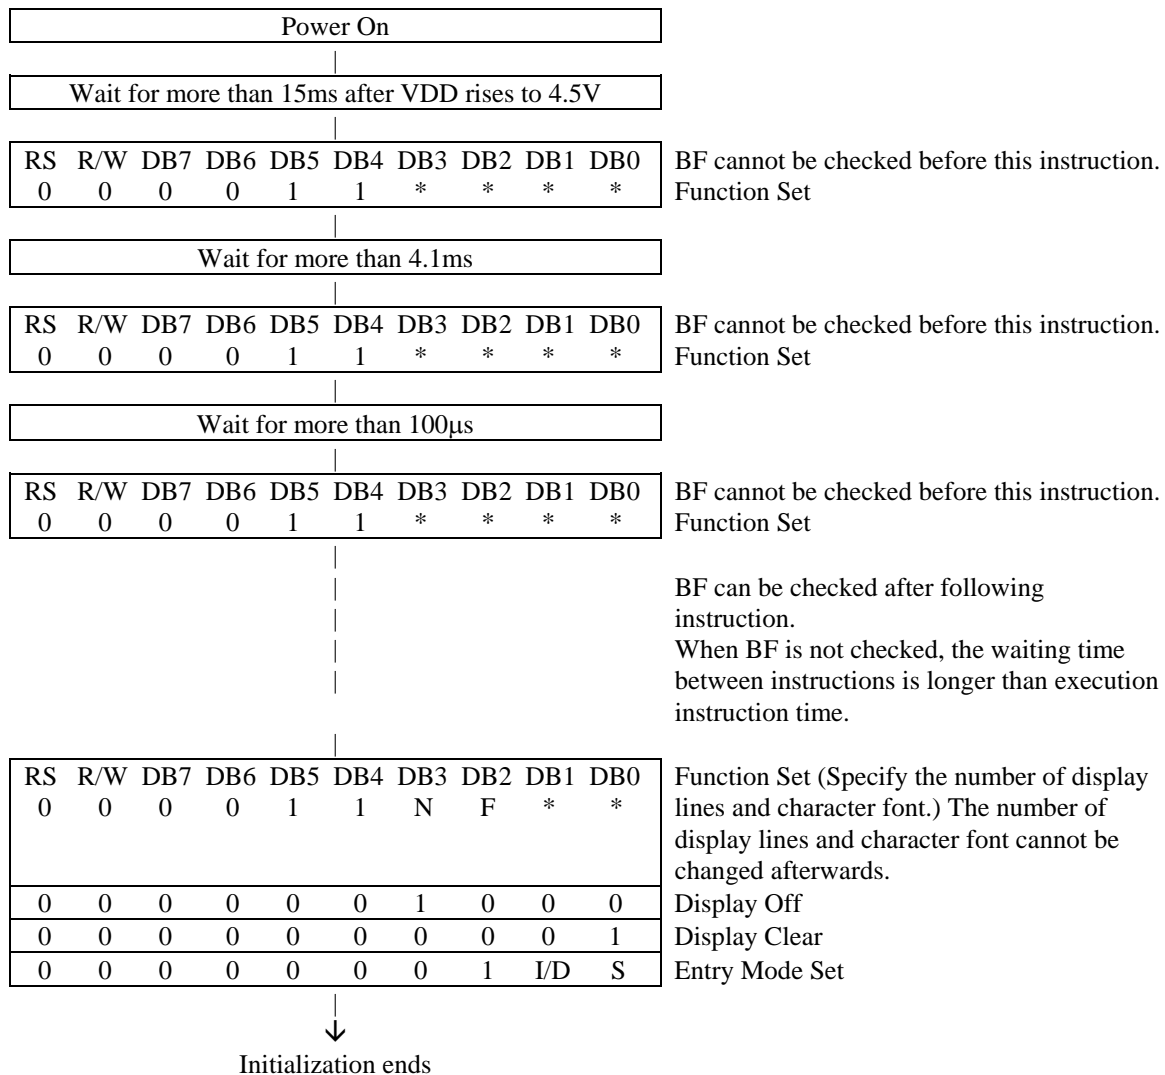 Power On
Wait for more than 15ms after VDD rises to 4.5V
RS R/W DB7 DB6 DB5 DB4 DB3 DB2 DB1 DB0 BF cannot be checked before this instruction.
0 0 0 0 1 1 * * * * Function Set
Wait for more than 4.1ms
RS R/W DB7 DB6 DB5 DB4 DB3 DB2 DB1 DB0 BF cannot be checked before this instruction.
0 0 0 0 1 1 * * * * Function Set
Wait for more than 100μs
RS R/W DB7 DB6 DB5 DB4 DB3 DB2 DB1 DB0 BF cannot be checked before this instruction.
0 0 0 0 1 1 * * * * Function Set
BF can be checked after following
instruction.
When BF is not checked, the waiting time
between instructions is longer than execution
instruction time.
RS R/W DB7 DB6 DB5 DB4 DB3 DB2 DB1 DB0 Function Set (Specify the number of display
0 0 0 0 1 1 N F * * lines and character font.) The number of
display lines and character font cannot be
changed afterwards.
0 0 0 0 0 0 1 0 0 0 Display Off
0 0 0 0 0 0 0 0 0 1 Display Clear
0 0 0 0 0 0 0 1 I/D S Entry Mode Set
Initialization ends